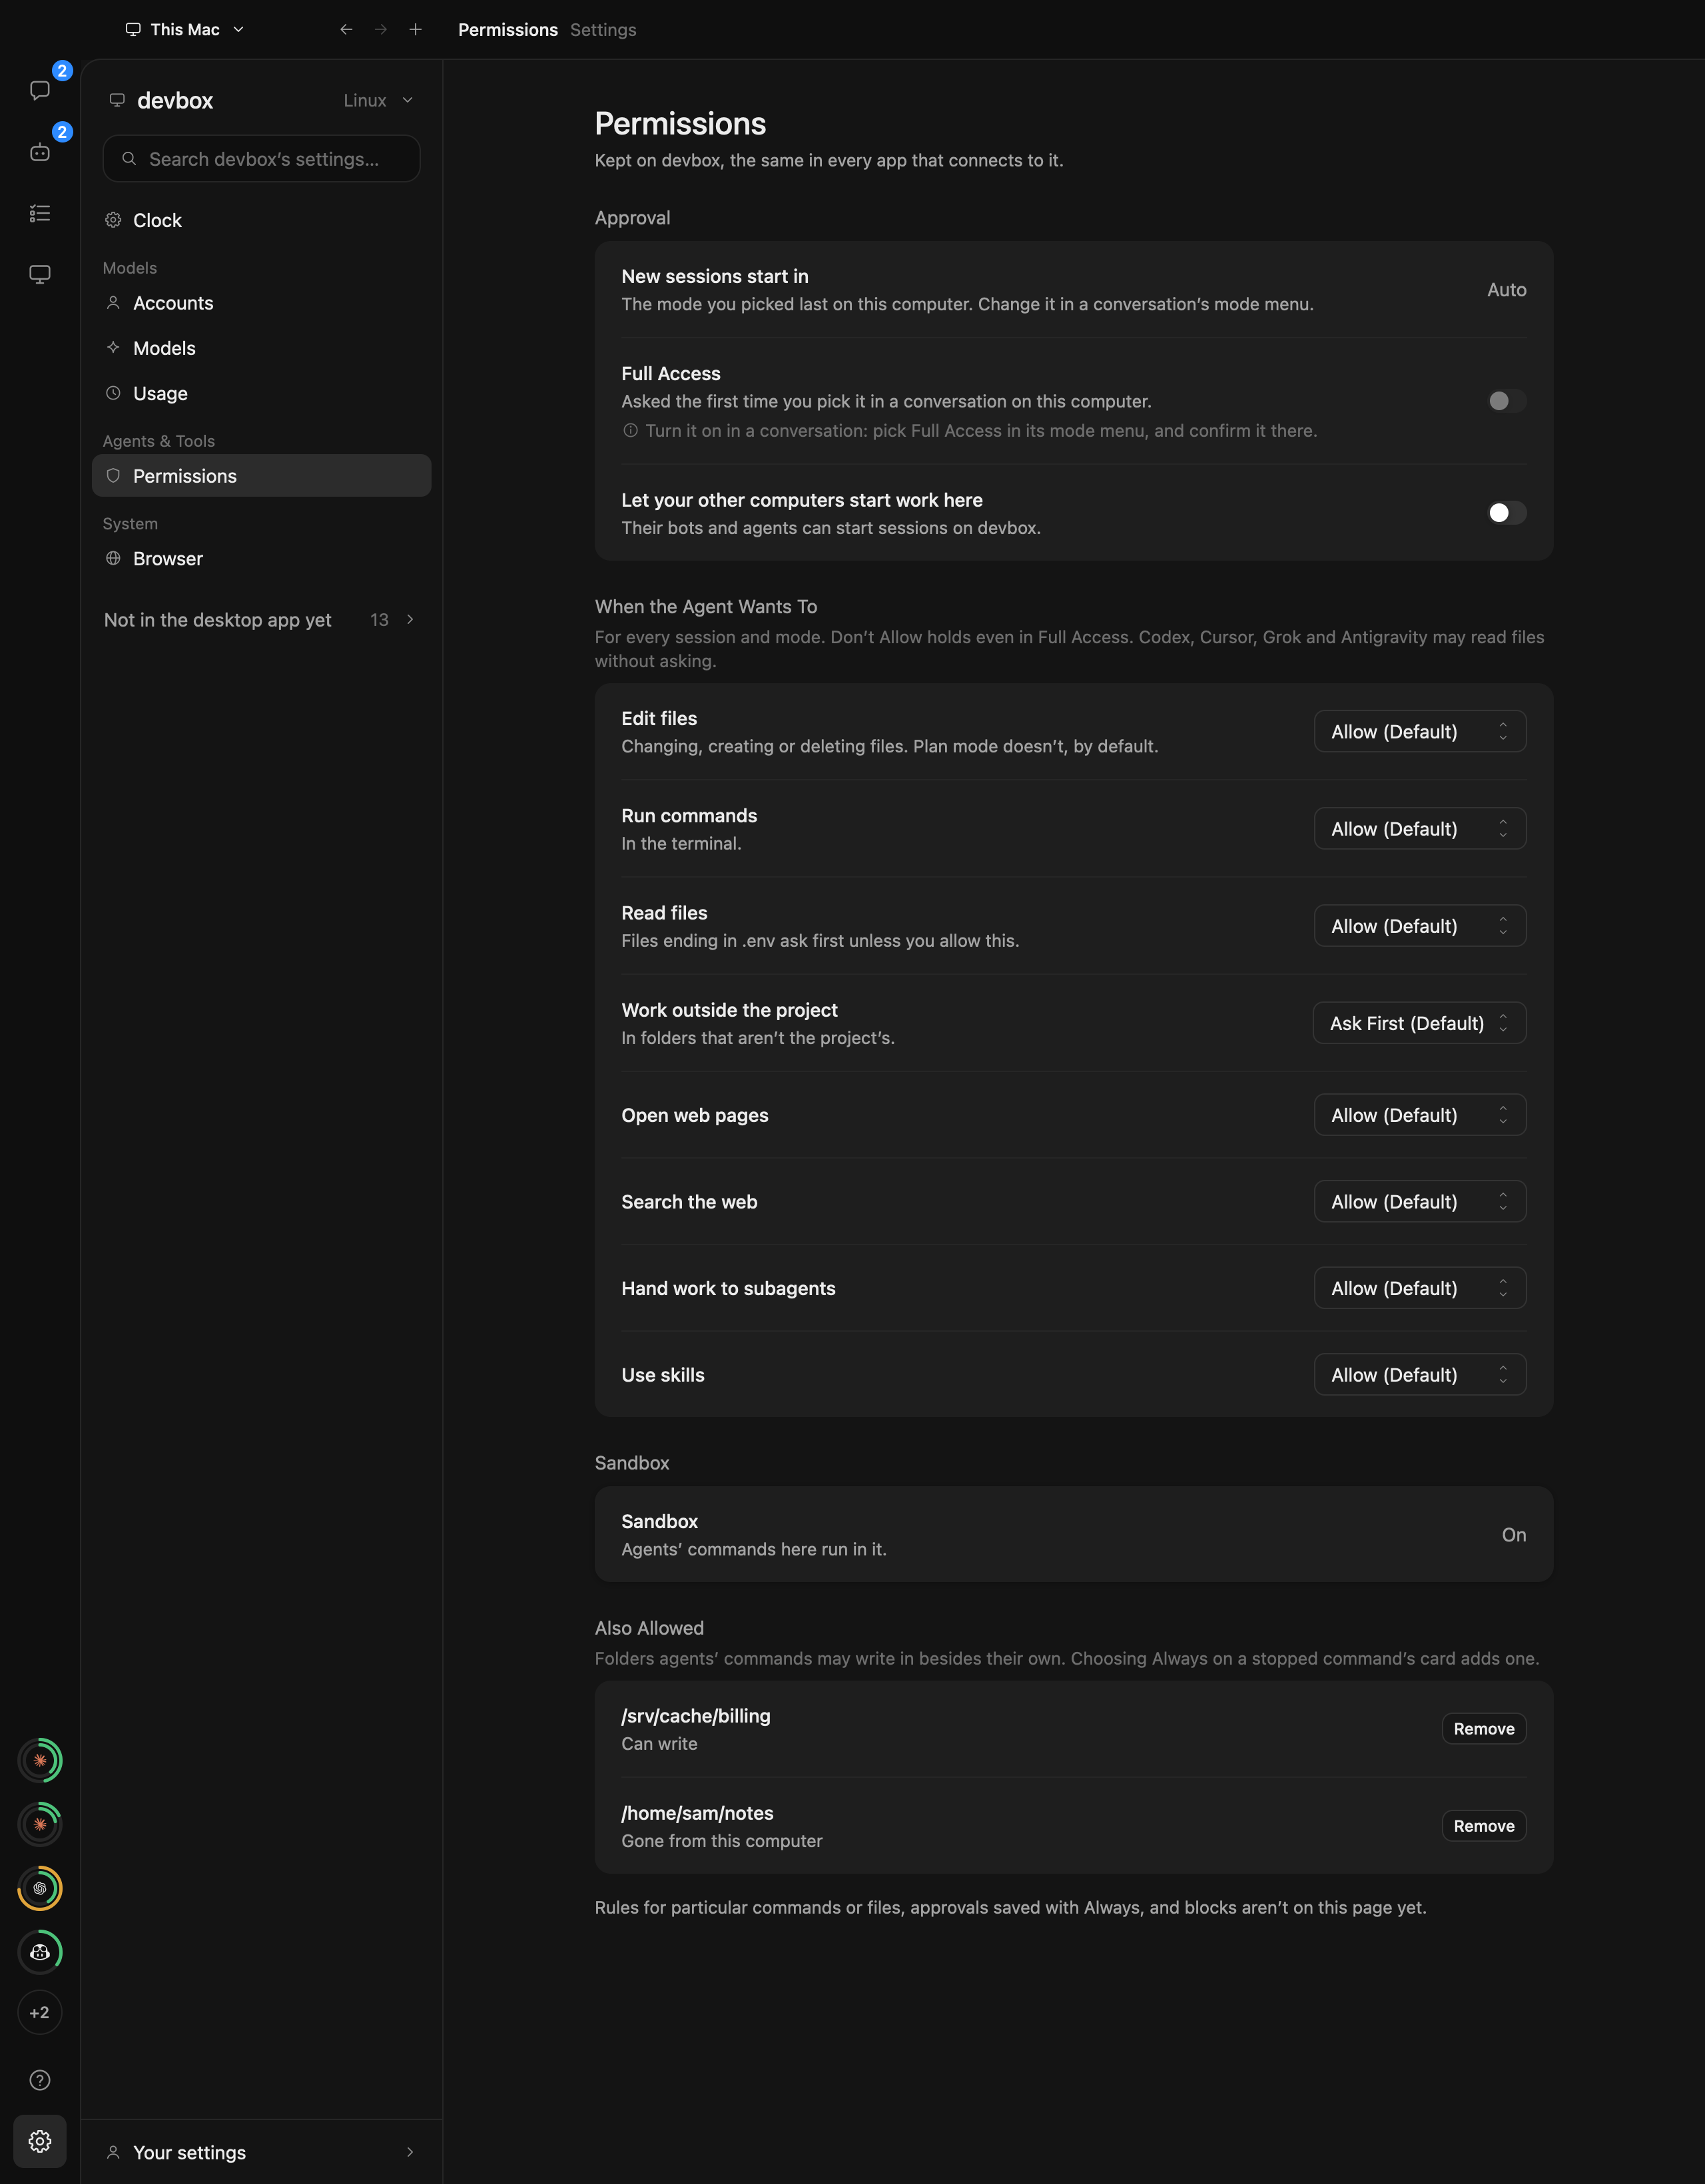 This Mac
Permissions Settings
2
2
devbox Linux
Search devbox’s settings...
Clock
Models
Accounts
Models
Usage
Agents & Tools
Permissions
System
Browser
Not in the desktop app yet 13
+2
Your settings
Permissions
Kept on devbox, the same in every app that connects to it.
Approval
New sessions start in
The mode you picked last on this computer. Change it in a conversation’s mode menu.
Auto
Full Access
Asked the first time you pick it in a conversation on this computer.
Turn it on in a conversation: pick Full Access in its mode menu, and confirm it there.
Let your other computers start work here
Their bots and agents can start sessions on devbox.
When the Agent Wants To
For every session and mode. Don’t Allow holds even in Full Access. Codex, Cursor, Grok and Antigravity may read files
without asking.
Edit files
Changing, creating or deleting files. Plan mode doesn’t, by default.
Allow (Default)
Run commands
In the terminal.
Allow (Default)
Read files
Files ending in .env ask first unless you allow this.
Allow (Default)
Work outside the project
In folders that aren’t the project’s.
Ask First (Default)
Open web pages
Allow (Default)
Search the web
Allow (Default)
Hand work to subagents
Allow (Default)
Use skills
Allow (Default)
Sandbox
Sandbox
Agents’ commands here run in it.
On
Also Allowed
Folders agents’ commands may write in besides their own. Choosing Always on a stopped command’s card adds one.
/srv/cache/billing
Can write
Remove
/home/sam/notes
Gone from this computer
Remove
Rules for particular commands or files, approvals saved with Always, and blocks aren’t on this page yet.